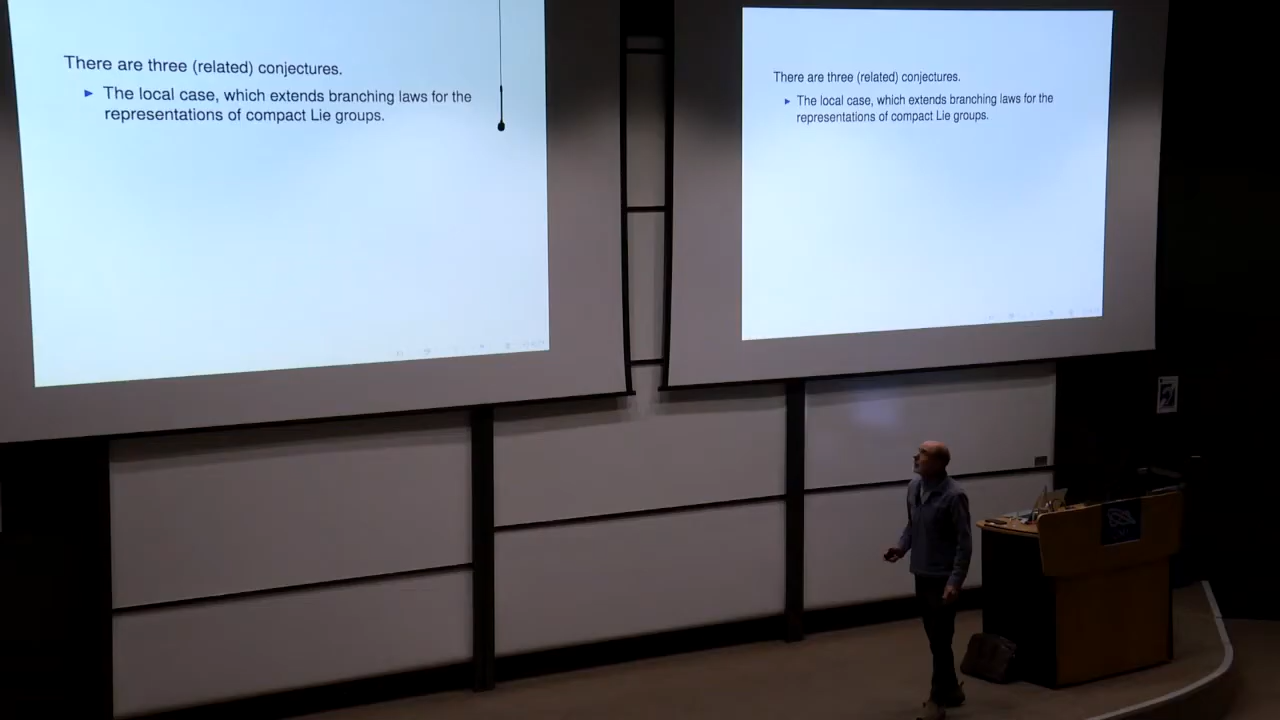 There are three (related) conjectures.
► The local case, which extends branching laws for the
representations of compact Lie groups.
There are three (related) conjectures.
► The local case, which extends branching laws for the
representations of compact Lie groups.